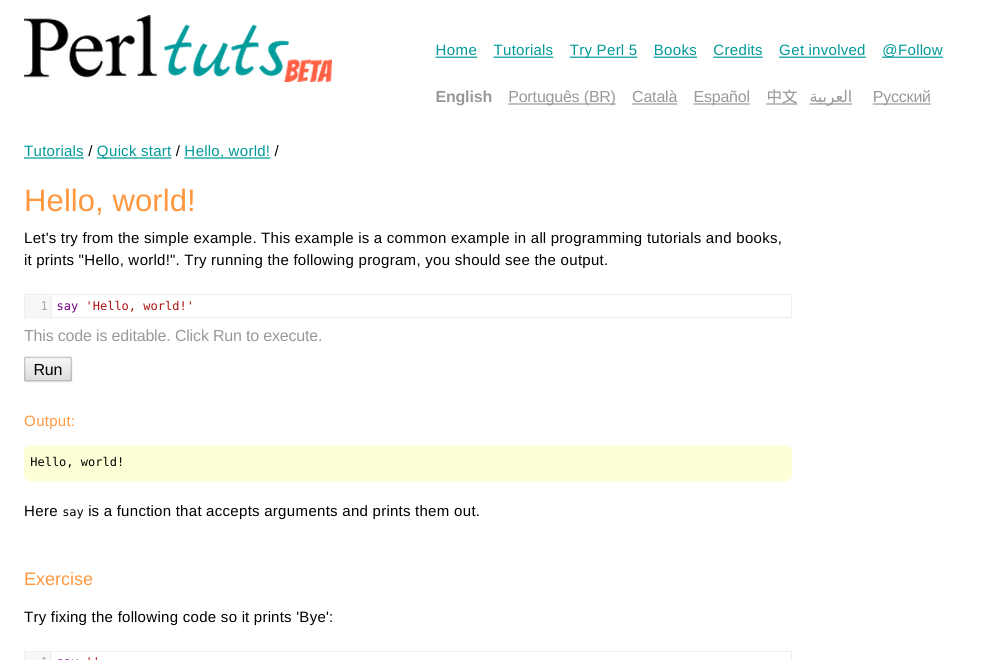 Perl tuts BETA
Home Tutorials Try Perl 5 Books Credits Get involved @Follow
English Português (BR) Català Español 中文 العربية Русский
Tutorials / Quick start / Hello, world! /
Hello, world!
Let's try from the simple example. This example is a common example in all programming tutorials and books,
it prints "Hello, world!". Try running the following program, you should see the output.
1 say 'Hello, world!'
This code is editable. Click Run to execute.
Run
Output:
Hello, world!
Here say is a function that accepts arguments and prints them out.
Exercise
Try fixing the following code so it prints 'Bye':
1 say ''